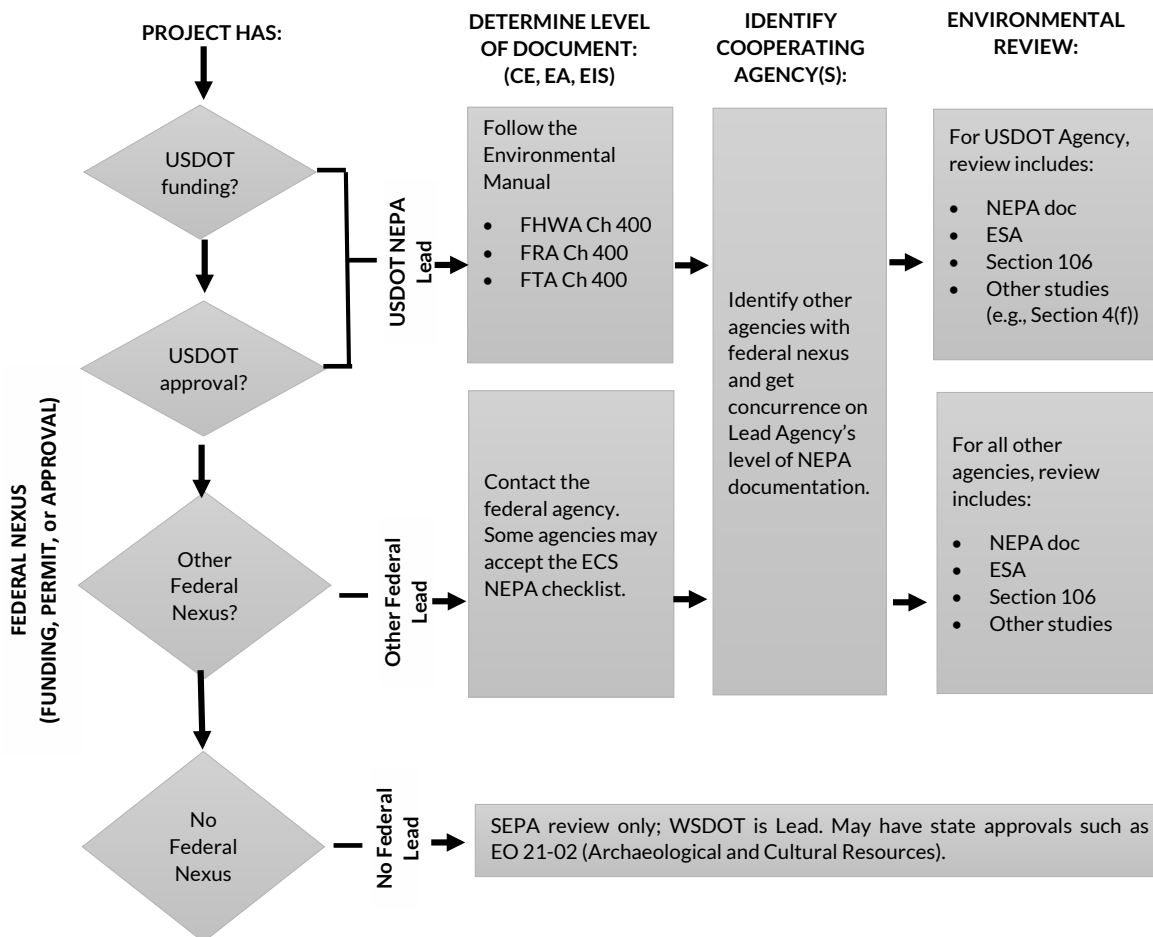 PROJECT HAS:
DETERMINE LEVEL
OF DOCUMENT:
(CE, EA, EIS)
IDENTIFY
COOPERATING
AGENCY(S):
ENVIRONMENTAL
REVIEW:
USDOT
funding?
USDOT
approval?
USDOT NEPA
Lead
Follow the
Environmental
Manual
• FHWA Ch 400
• FRA Ch 400
• FTA Ch 400
Identify other
agencies with
federal nexus
and get
concurrence on
Lead Agency's
level of NEPA
documentation.
For USDOT Agency,
review includes:
• NEPA doc
• ESA
• Section 106
• Other studies
(e.g., Section 4(f))
FEDERAL NEXUS
(FUNDING, PERMIT, or APPROVAL)
Other
Federal
Nexus?
Other Federal
Lead
Contact the
federal agency.
Some agencies may
accept the ECS
NEPA checklist.
For all other
agencies, review
includes:
• NEPA doc
• ESA
• Section 106
• Other studies
No
Federal
Nexus
No Federal
Lead
SEPA review only; WSDOT is Lead. May have state approvals such as
EO 21-02 (Archaeological and Cultural Resources).